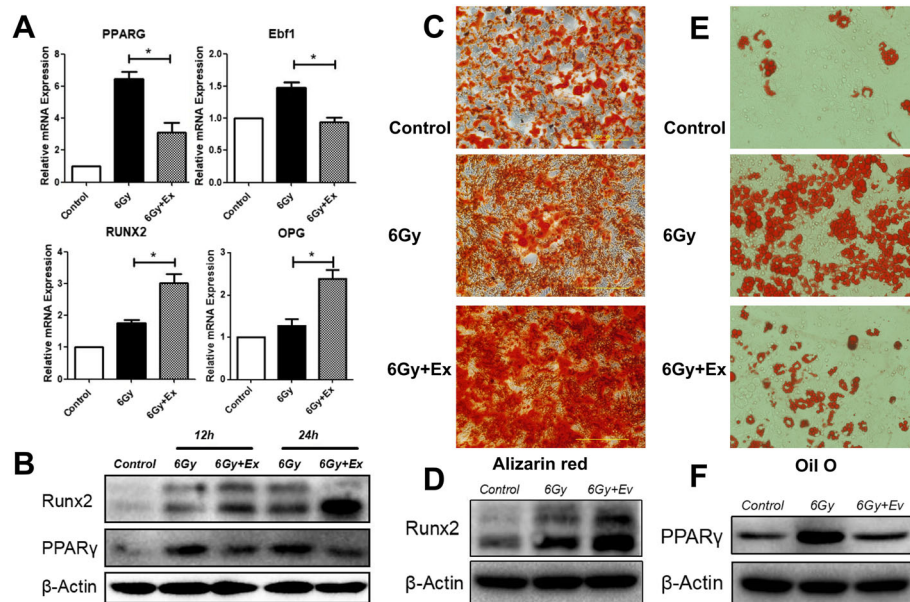 A
PPARG
Relative mRNA Expression
8
6
4
2
0
*
Control
6Gy
6Gy+Ex
Ebf1
Relative mRNA Expression
2.0
1.5
1.0
0.5
0.0
*
Control
6Gy
6Gy+Ex
RUNX2
Relative mRNA Expression
4
3
2
1
0
*
Control
6Gy
6Gy+Ex
OPG
Relative mRNA Expression
3
2
1
0
*
Control
6Gy
6Gy+Ex
B
12h 24h
Control 6Gy 6Gy+Ex 6Gy 6Gy+Ex
Runx2
PPARγ
β-Actin
C
Control
6Gy
6Gy+Ex
Alizarin red
D
Control 6Gy 6Gy+Ev
Runx2
β-Actin
E
Control
6Gy
6Gy+Ex
Oil O
F
Control 6Gy 6Gy+Ev
PPARγ
β-Actin